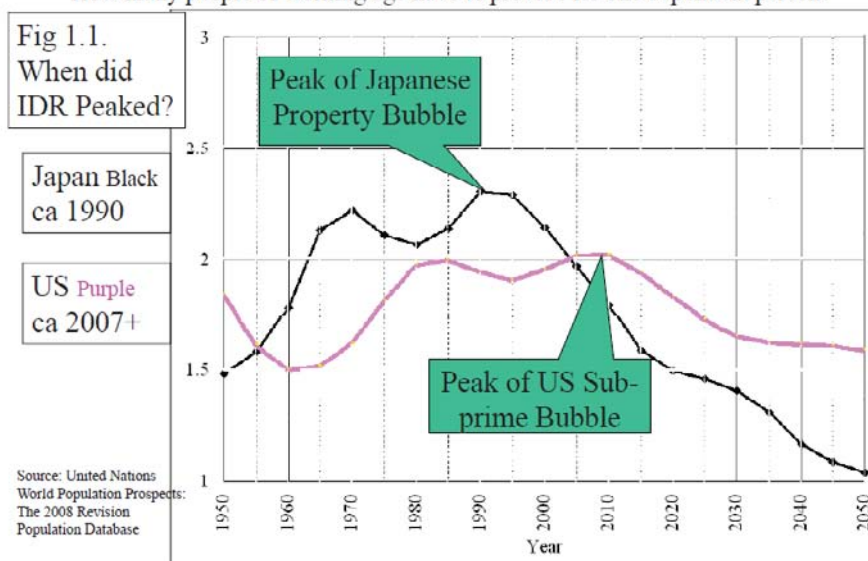 Fig 1.1.
When did
IDR Peaked?
Japan Black
ca 1990
US Purple
ca 2007+
Source: United Nations
World Population Prospects:
The 2008 Revision
Population Database
Peak of Japanese
Property Bubble
Peak of US Sub-
prime Bubble
3
2.5
2
1.5
1
1950
1960
1970
1980
1990
2000
2010
2020
2030
2040
2050
Year